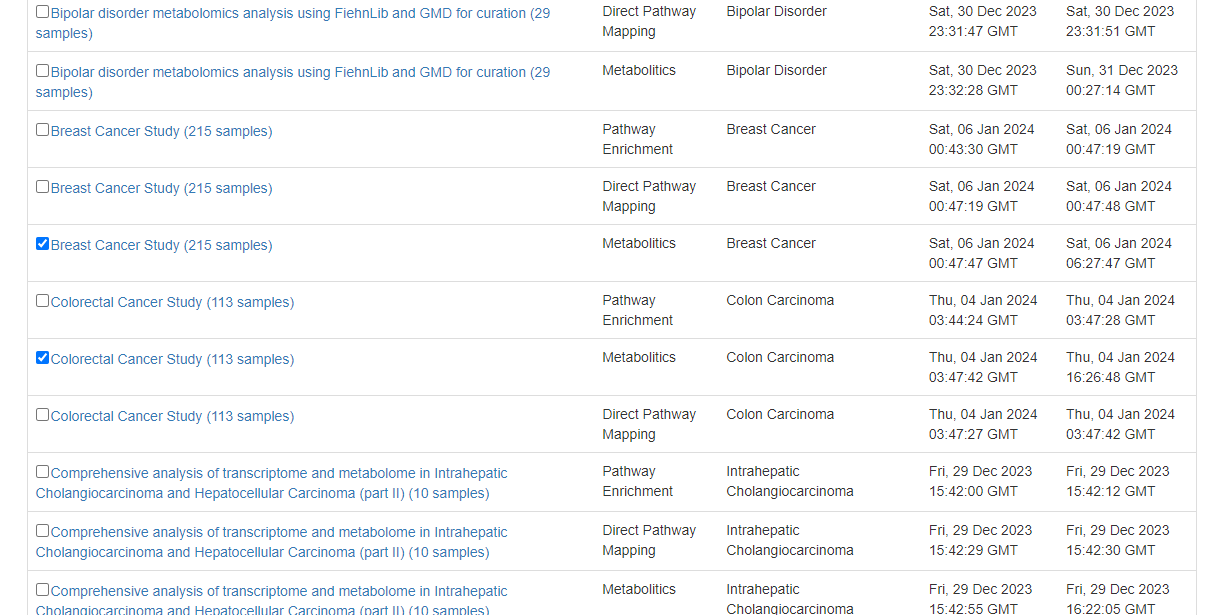 Bipolar disorder metabolomics analysis using FiehnLib and GMD for curation (29 samples) Direct Pathway Mapping Bipolar Disorder Sat, 30 Dec 2023 23:31:47 GMT Sat, 30 Dec 2023 23:31:51 GMT
Bipolar disorder metabolomics analysis using FiehnLib and GMD for curation (29 samples) Metabolitics Bipolar Disorder Sat, 30 Dec 2023 23:32:28 GMT Sun, 31 Dec 2023 00:27:14 GMT
Breast Cancer Study (215 samples) Pathway Enrichment Breast Cancer Sat, 06 Jan 2024 00:43:30 GMT Sat, 06 Jan 2024 00:47:19 GMT
Breast Cancer Study (215 samples) Direct Pathway Mapping Breast Cancer Sat, 06 Jan 2024 00:47:19 GMT Sat, 06 Jan 2024 00:47:48 GMT
Breast Cancer Study (215 samples) Metabolitics Breast Cancer Sat, 06 Jan 2024 00:47:47 GMT Sat, 06 Jan 2024 06:27:47 GMT
Colorectal Cancer Study (113 samples) Pathway Enrichment Colon Carcinoma Thu, 04 Jan 2024 03:44:24 GMT Thu, 04 Jan 2024 03:47:28 GMT
Colorectal Cancer Study (113 samples) Metabolitics Colon Carcinoma Thu, 04 Jan 2024 03:47:42 GMT Thu, 04 Jan 2024 16:26:48 GMT
Colorectal Cancer Study (113 samples) Direct Pathway Mapping Colon Carcinoma Thu, 04 Jan 2024 03:47:27 GMT Thu, 04 Jan 2024 03:47:42 GMT
Comprehensive analysis of transcriptome and metabolome in Intrahepatic Cholangiocarcinoma and Hepatocellular Carcinoma (part II) (10 samples) Pathway Enrichment Intrahepatic Cholangiocarcinoma Fri, 29 Dec 2023 15:42:00 GMT Fri, 29 Dec 2023 15:42:12 GMT
Comprehensive analysis of transcriptome and metabolome in Intrahepatic Cholangiocarcinoma and Hepatocellular Carcinoma (part II) (10 samples) Direct Pathway Mapping Intrahepatic Cholangiocarcinoma Fri, 29 Dec 2023 15:42:29 GMT Fri, 29 Dec 2023 15:42:30 GMT
Comprehensive analysis of transcriptome and metabolome in Intrahepatic Cholangiocarcinoma and Hepatocellular Carcinoma (part II) (10 samples) Metabolitics Intrahepatic Cholangiocarcinoma Fri, 29 Dec 2023 15:42:55 GMT Fri, 29 Dec 2023 16:22:05 GMT